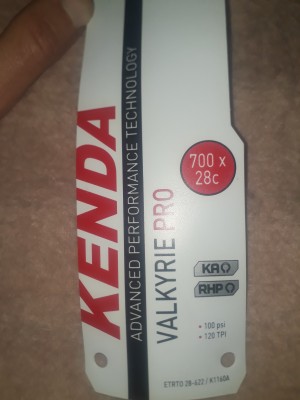 KENDA
ADVANCED PERFORMANCE TECHNOLOGY
VALKYRIE PRO
700 x
28c
KR
RHP
• 100 psi
• 120 TPI
ETRTO 28-622 / K1160A